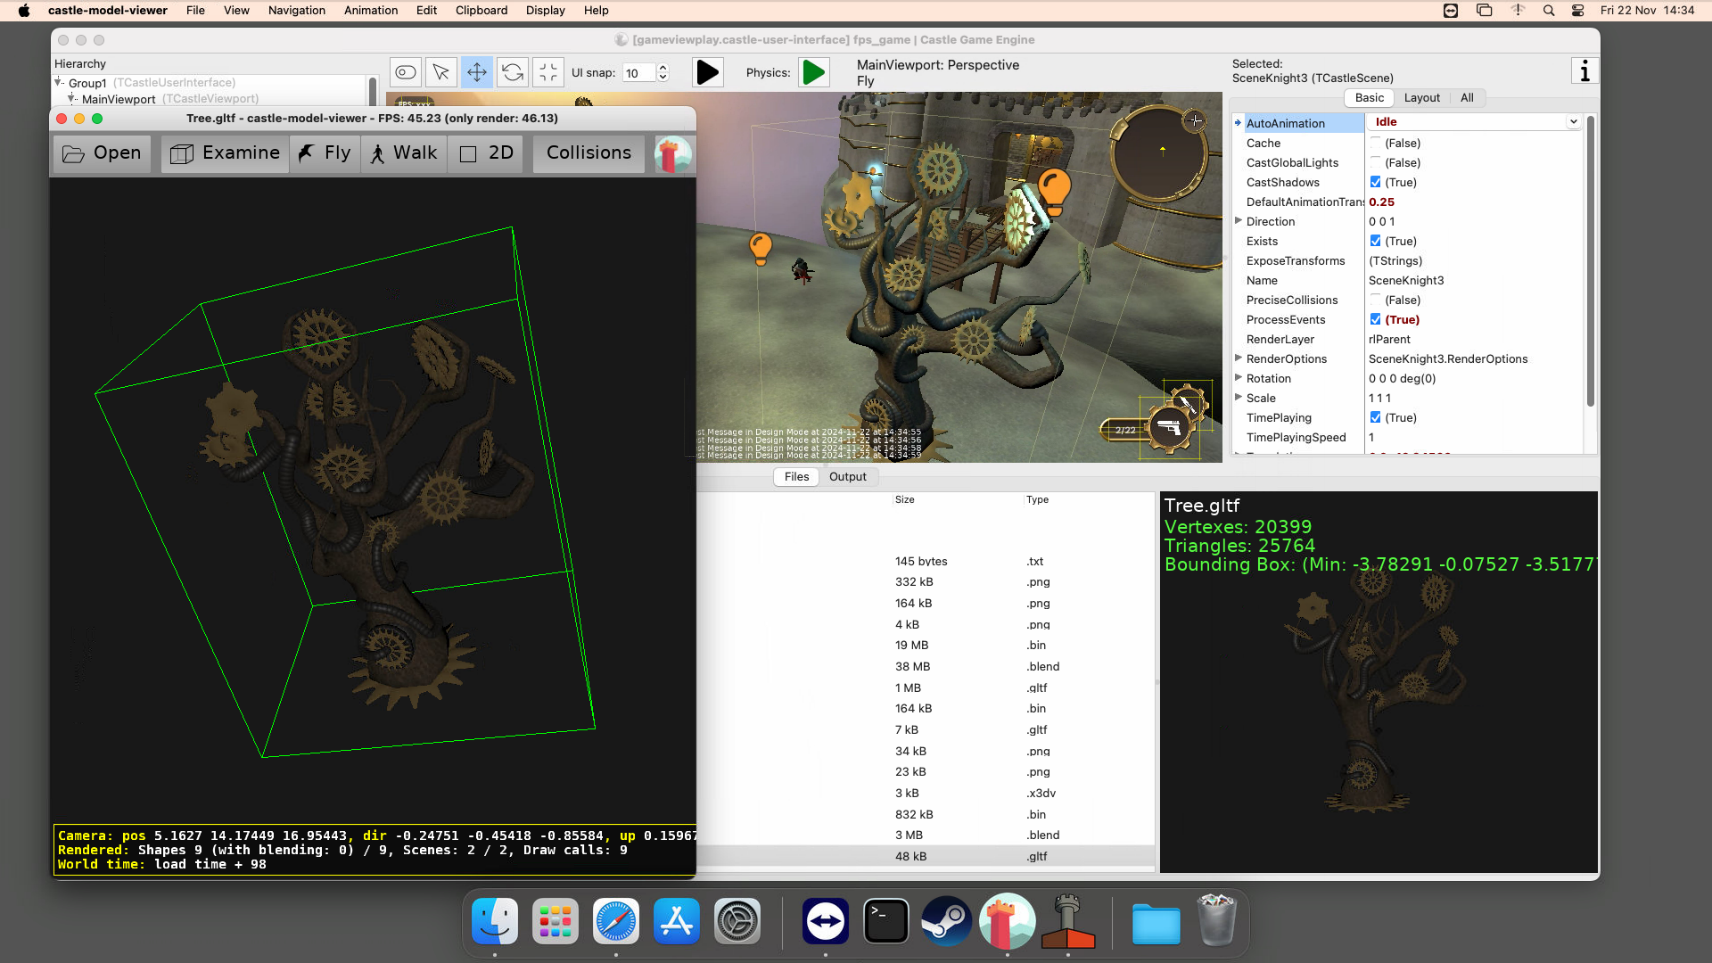 castle-model-viewer File View Navigation Animation Edit Clipboard Display Help Fri 22 Nov 14:34
[gameviewplay.castle-user-interface] fps_game | Castle Game Engine
Hierarchy
Group1 (TCastleUserInterface)
MainViewport (TCastleViewport)
UI snap: 10
Physics:
MainViewport: Perspective
Fly
Selected:
SceneKnight3 (TCastleScene)
Basic Layout All
Tree.gltf - castle-model-viewer - FPS: 45.23 (only render: 46.13)
Open Examine Fly Walk 2D Collisions
AutoAnimation Idle
Cache (False)
CastGlobalLights (False)
CastShadows (True)
DefaultAnimationTrans 0.25
Direction 0 0 1
Exists (True)
ExposeTransforms (TStrings)
Name SceneKnight3
PreciseCollisions (False)
ProcessEvents (True)
RenderLayer rlParent
RenderOptions SceneKnight3.RenderOptions
Rotation 0 0 0 deg(0)
Scale 1 1 1
TimePlaying (True)
TimePlayingSpeed 1
2/22
st Message in Design Mode at 2024-11-22 at 14:34:55
st Message in Design Mode at 2024-11-22 at 14:34:56
st Message in Design Mode at 2024-11-22 at 14:34:58
st Message in Design Mode at 2024-11-22 at 14:34:59
Files Output
Size Type
145 bytes .txt
332 kB .png
164 kB .png
4 kB .png
19 MB .bin
38 MB .blend
1 MB .gltf
164 kB .bin
7 kB .gltf
34 kB .png
23 kB .png
3 kB .x3dv
832 kB .bin
3 MB .blend
48 kB .gltf
Tree.gltf
Vertexes: 20399
Triangles: 25764
Bounding Box: (Min: -3.78291 -0.07527 -3.5177
Camera: pos 5.1627 14.17449 16.95443, dir -0.24751 -0.45418 -0.85584, up 0.15967
Rendered: Shapes 9 (with blending: 0) / 9, Scenes: 2 / 2, Draw calls: 9
World time: load time + 98